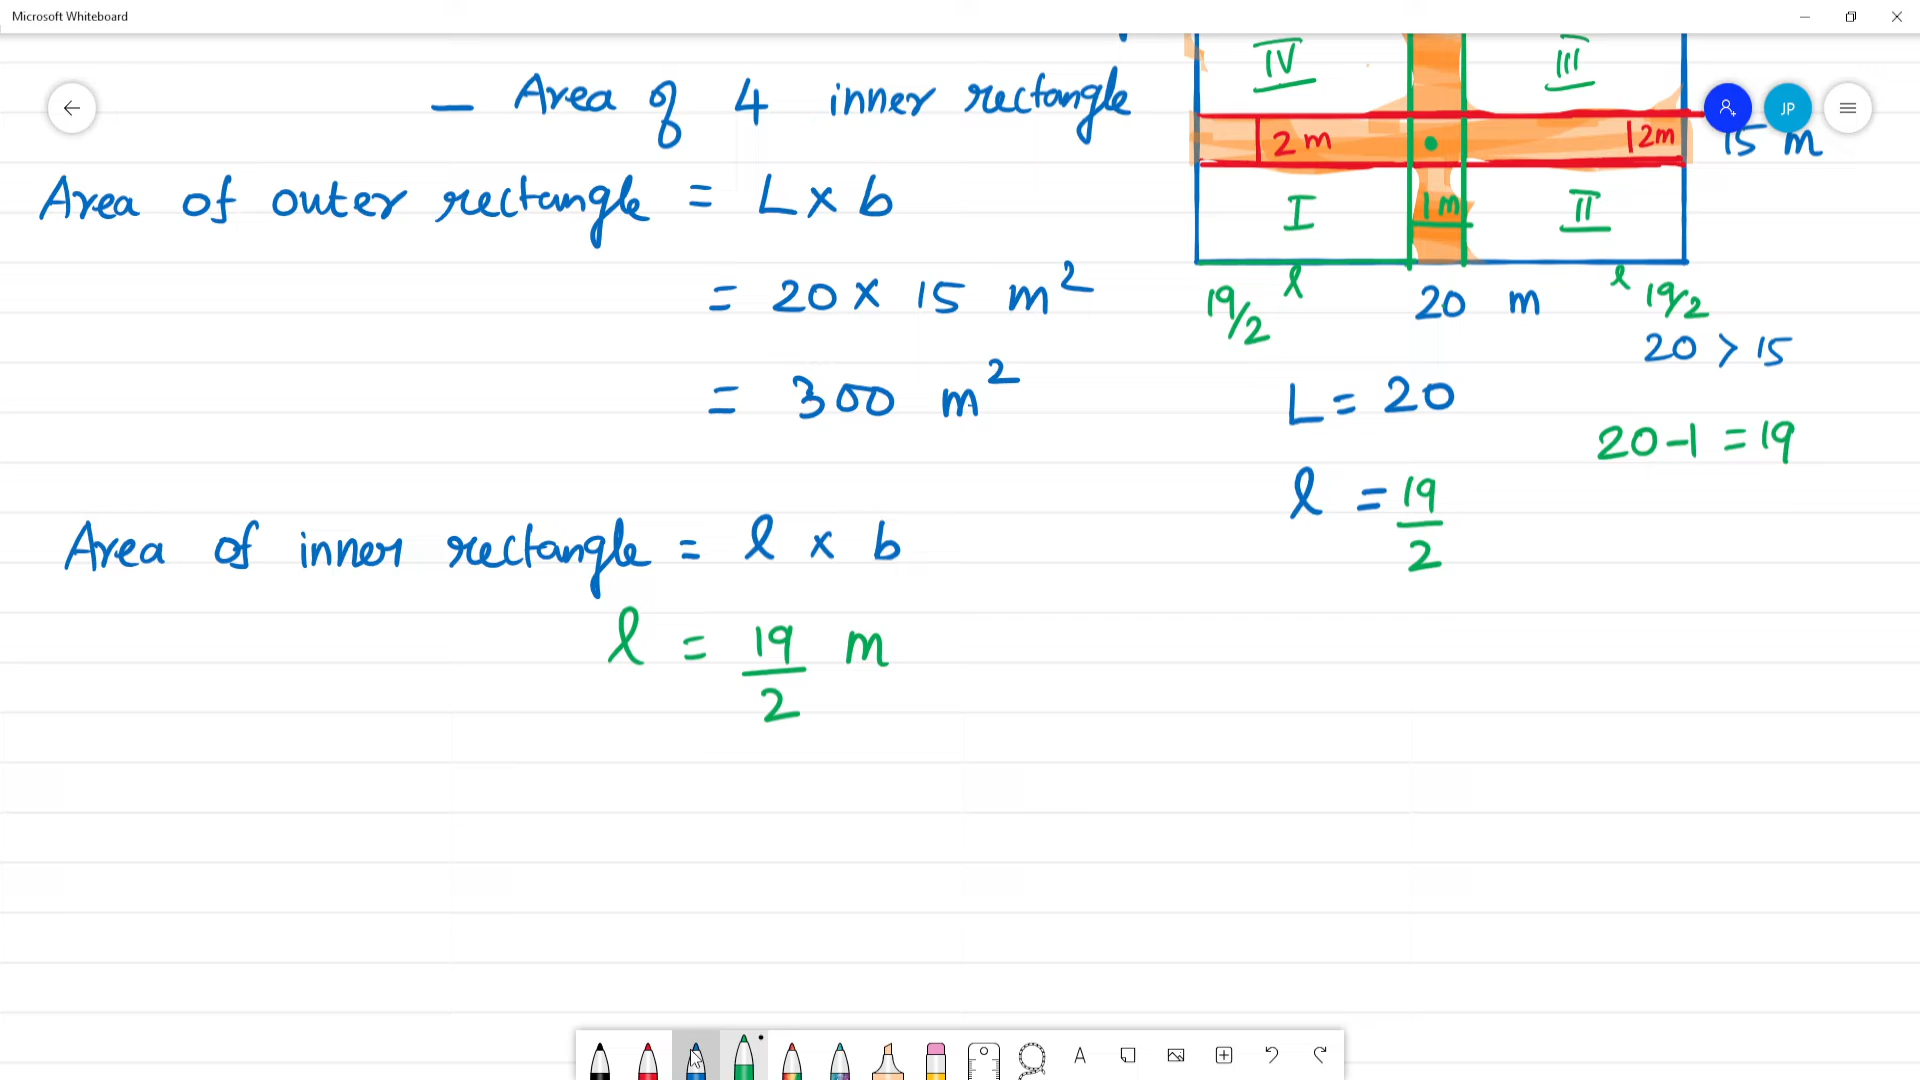 Microsoft Whiteboard
— Area of 4 inner rectangle
Area of outer rectangle = L x b
= 20 x 15 m²
= 300 m²
Area of inner rectangle = l x b
l = 19/2 m
IV III
2 m 2m 15 m
JP
I 1 m II
l l
19/2 20 m 19/2
20 > 15
L = 20
20 - 1 = 19
l = 19/2
A